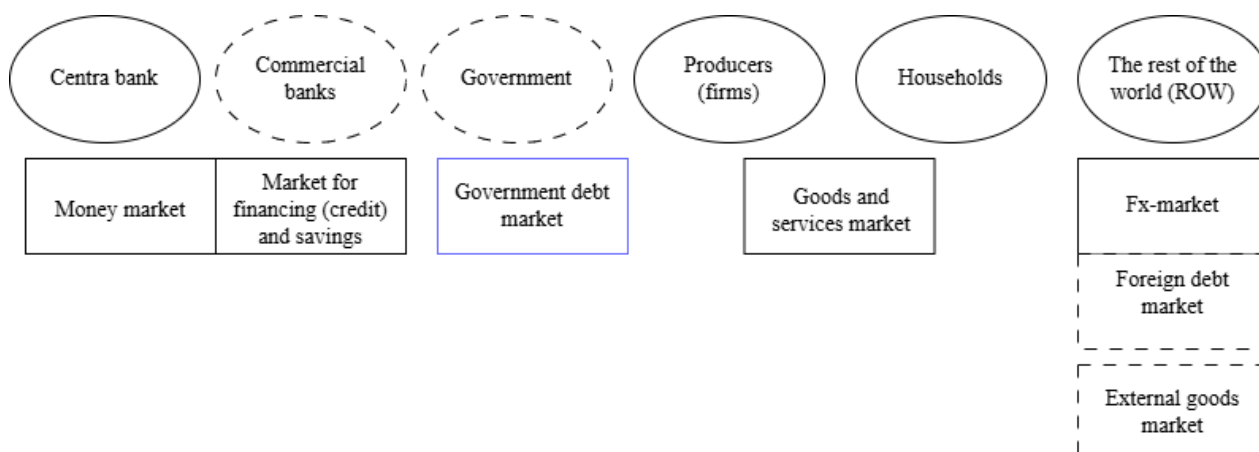 Centra bank
Commercial
banks
Government
Producers
(firms)
Households
The rest of the
world (ROW)
Money market
Market for
financing (credit)
and savings
Government debt
market
Goods and
services market
Fx-market
Foreign debt
market
External goods
market